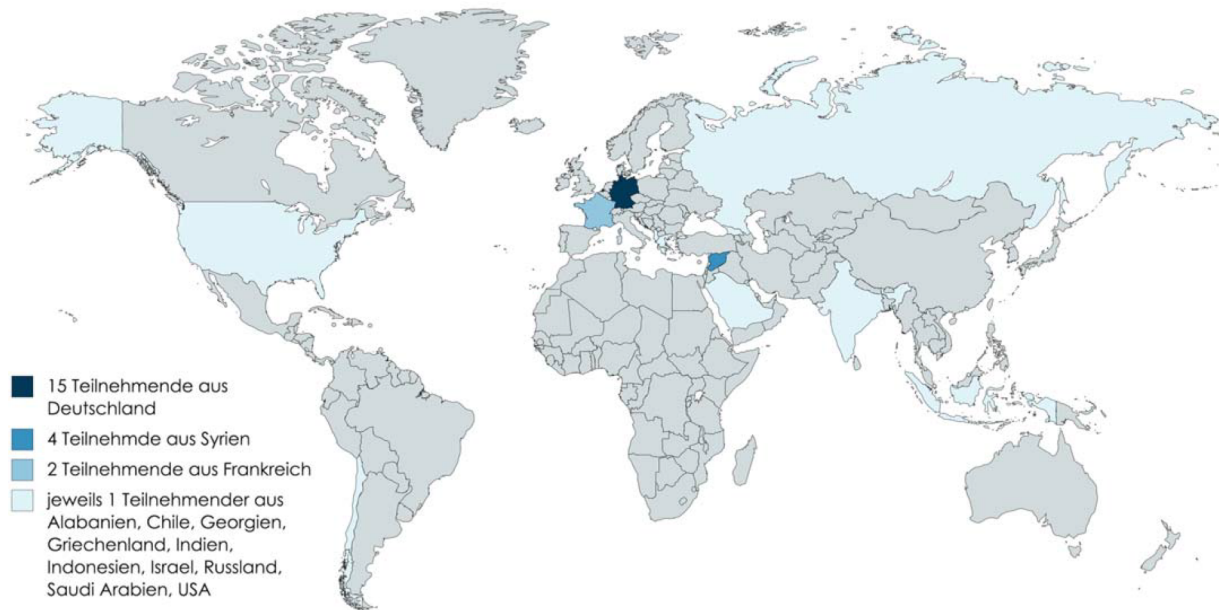 15 Teilnehmende aus
Deutschland
4 Teilnehmde aus Syrien
2 Teilnehmende aus Frankreich
jeweils 1 Teilnehmender aus
Alabanien, Chile, Georgien,
Griechenland, Indien,
Indonesien, Israel, Russland,
Saudi Arabien, USA